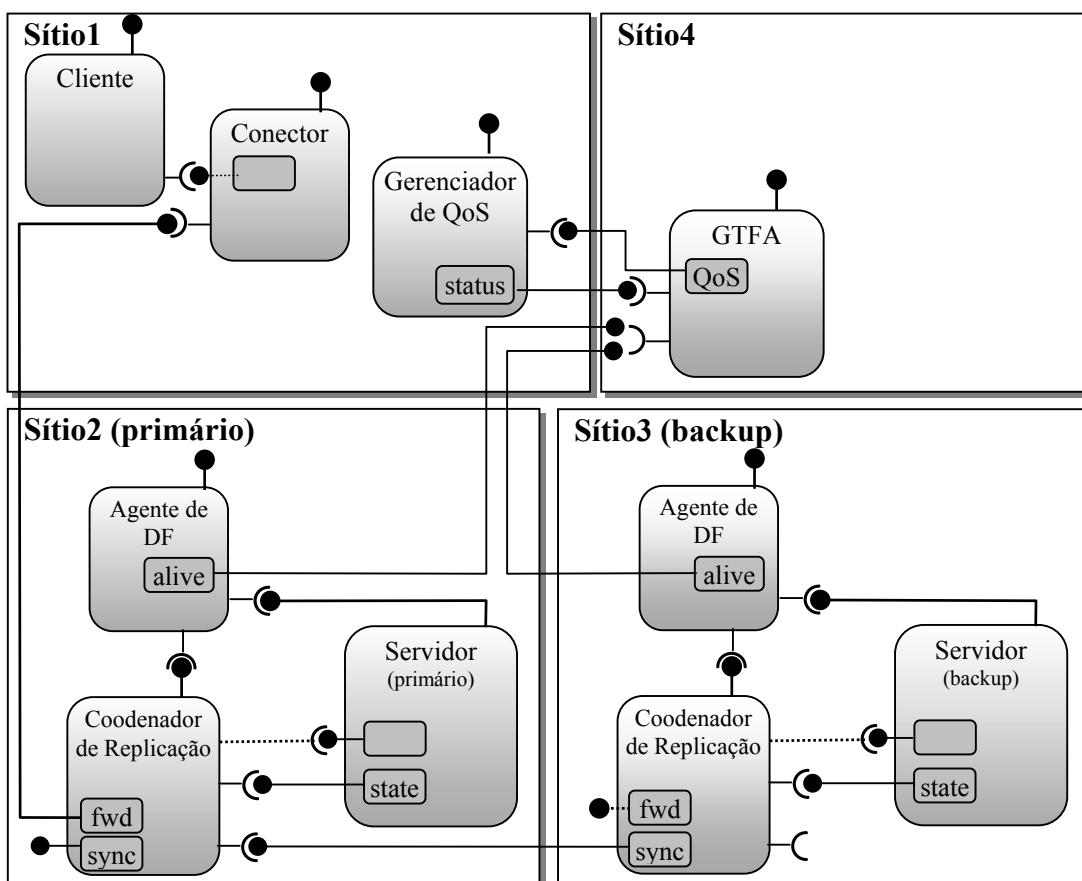 Sítio1
Cliente
Conector
Gerenciador
de QoS
status
Sítio4
GTFA
QoS
Sítio2 (primário)
Agente de
DF
alive
Servidor
(primário)
Coodenador
de Replicação
state
fwd
sync
Sítio3 (backup)
Agente de
DF
alive
Servidor
(backup)
Coodenador
de Replicação
state
fwd
sync